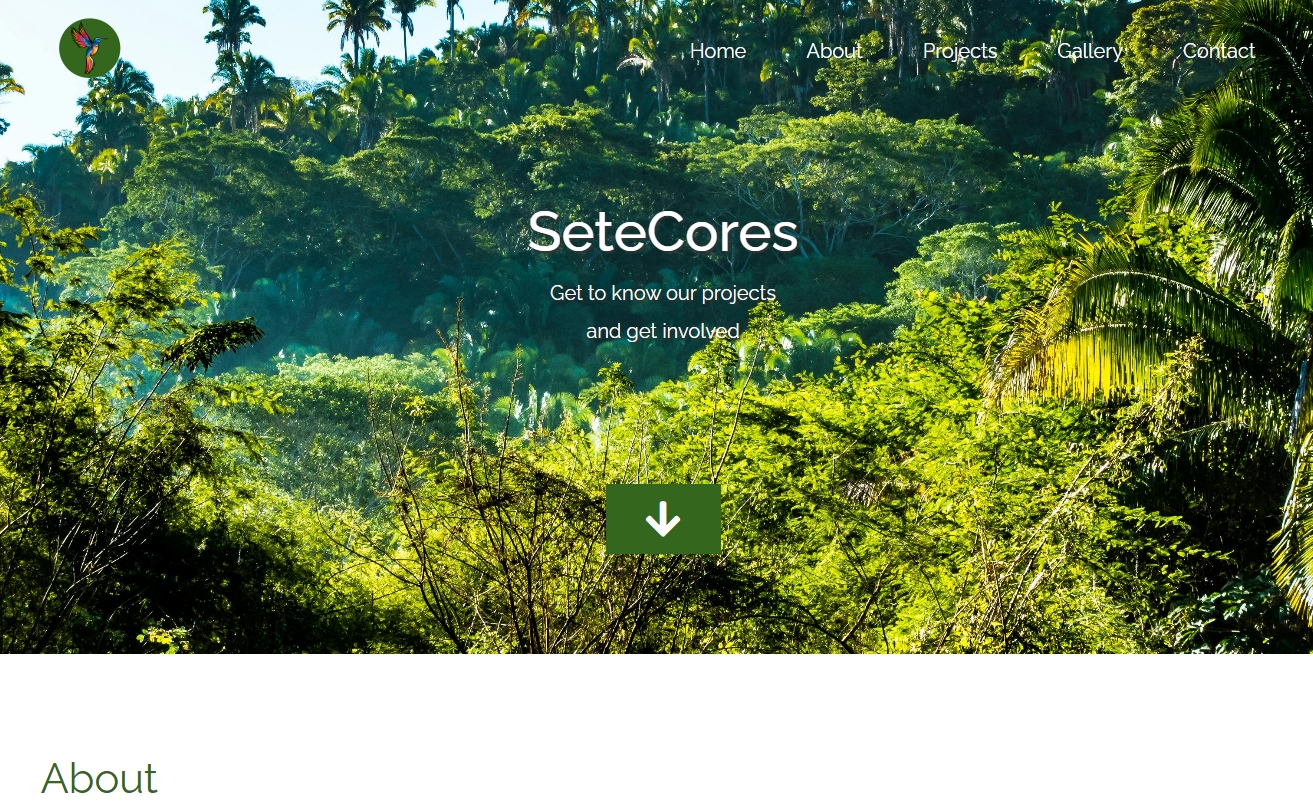 Home About Projects Gallery Contact
SeteCores
Get to know our projects
and get involved
About